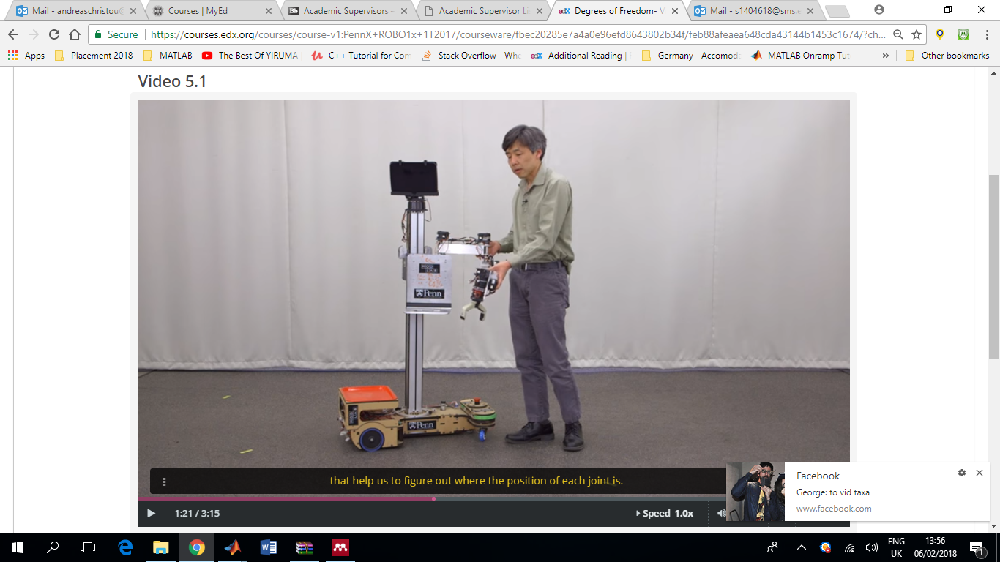 Mail - andreaschristou@
Courses | MyEd
Academic Supervisors –
Academic Supervisor Li
Degrees of Freedom- V
Mail - s1404618@sms.e
Secure
https://courses.edx.org/courses/course-v1:PennX+ROBO1x+1T2017/courseware/fbec20285e7a4a0e96efd8643802b34f/feb88afeaea648cda43144b1453c1674/?ch...
Apps
Placement 2018
MATLAB
The Best Of YIRUMA
C++ Tutorial for Com
Stack Overflow - Whe
Additional Reading |
Germany - Accomoda
MATLAB Onramp Tut
»
Other bookmarks
Video 5.1
Penn
Penn
that help us to figure out where the position of each joint is.
1:21 / 3:15
Speed 1.0x
Facebook
George: to vid taxa
www.facebook.com
ENG
UK
13:56
06/02/2018
1